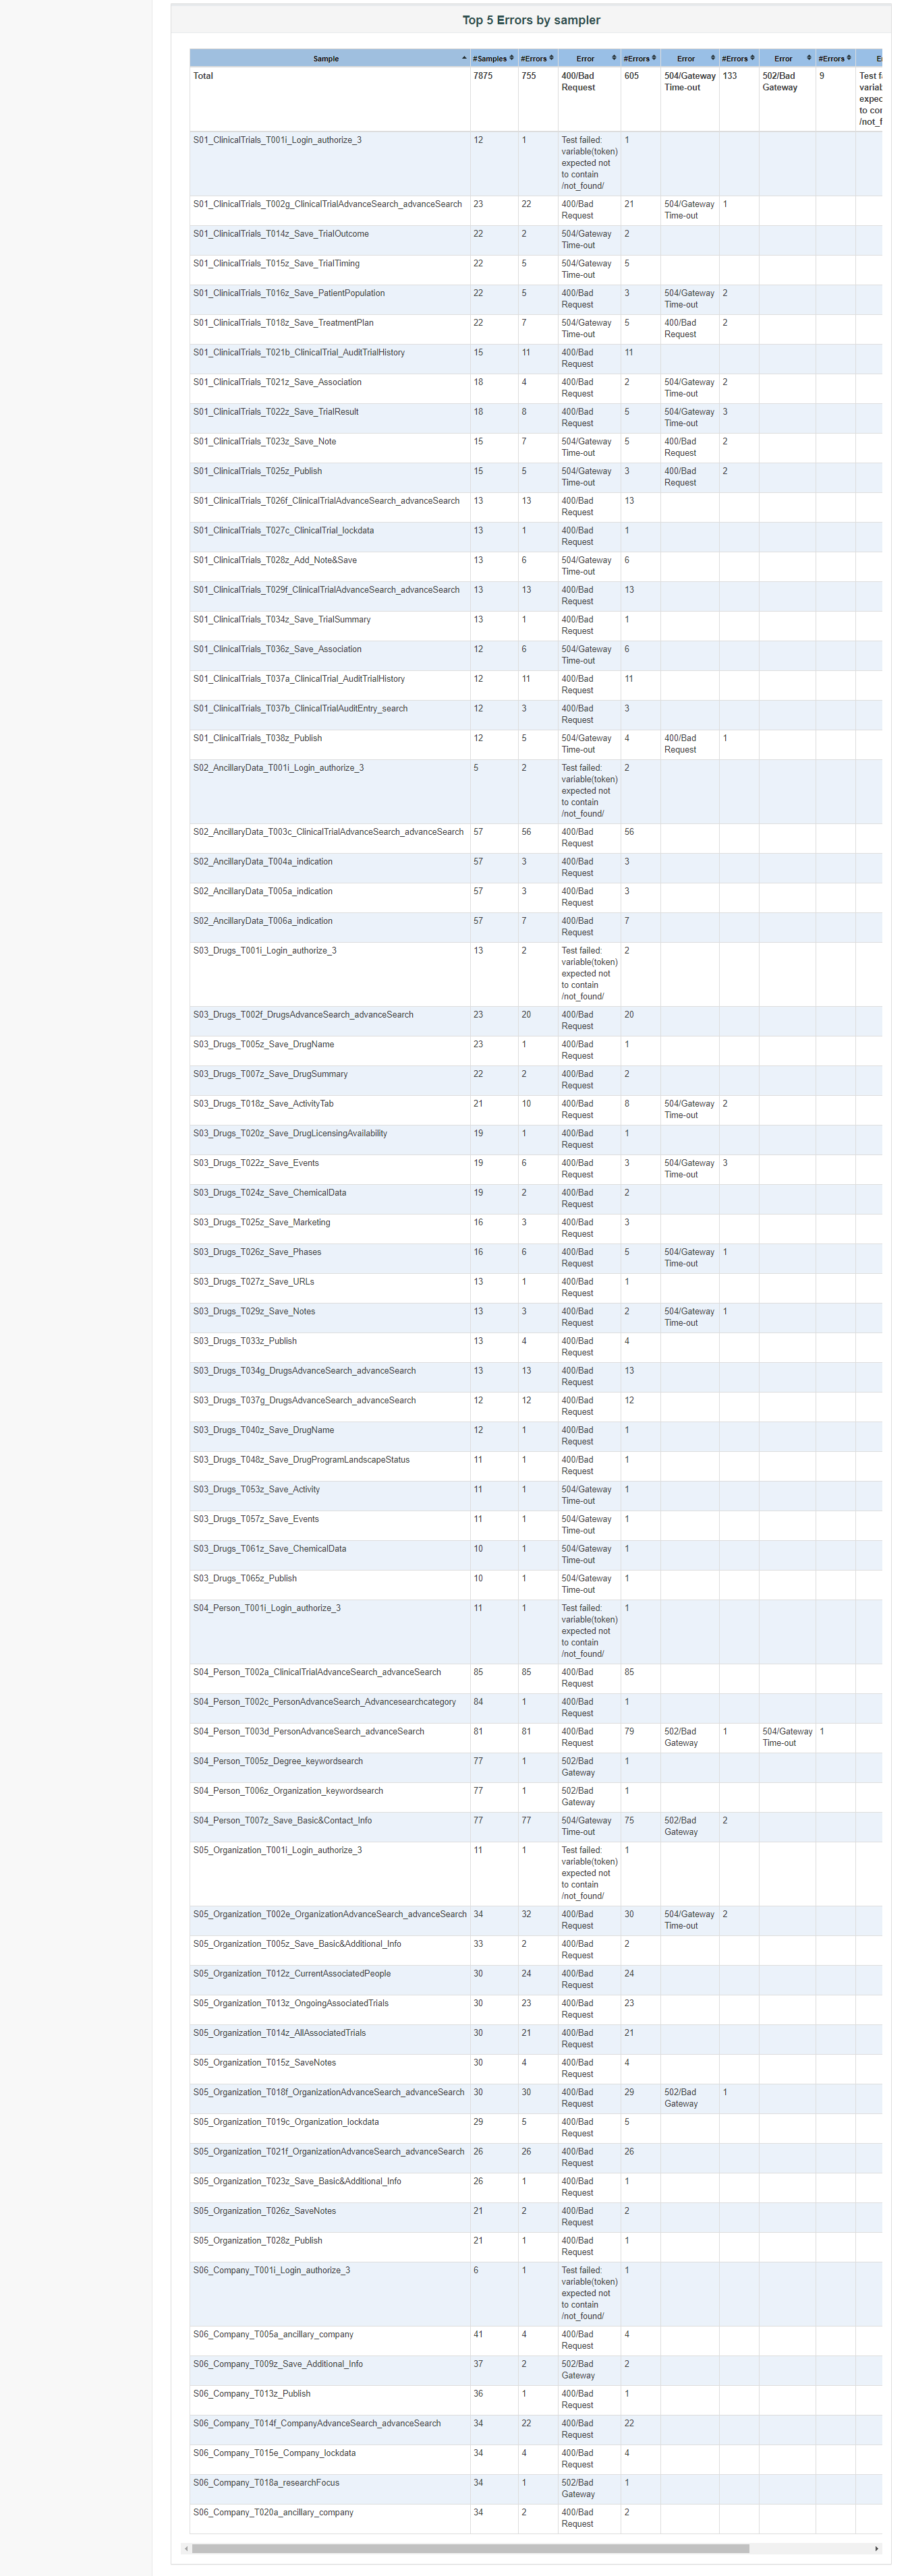 Top 5 Errors by sampler
Sample #Samples #Errors Error #Errors Error #Errors Error #Errors
Total 7875 755 400/Bad Request 605 504/Gateway Time-out 133 502/Bad Gateway 9
S01_ClinicalTrials_T001i_Login_authorize_3 12 1 Test failed: variable(token) expected not to contain /not_found/ 1
S01_ClinicalTrials_T002g_ClinicalTrialAdvanceSearch_advanceSearch 23 22 400/Bad Request 21 504/Gateway Time-out 1
S01_ClinicalTrials_T014z_Save_TrialOutcome 22 2 504/Gateway Time-out 2
S01_ClinicalTrials_T015z_Save_TrialTiming 22 5 504/Gateway Time-out 5
S01_ClinicalTrials_T016z_Save_PatientPopulation 22 5 400/Bad Request 3 504/Gateway Time-out 2
S01_ClinicalTrials_T018z_Save_TreatmentPlan 22 7 504/Gateway Time-out 5 400/Bad Request 2
S01_ClinicalTrials_T021b_ClinicalTrial_AuditTrialHistory 15 11 400/Bad Request 11
S01_ClinicalTrials_T021z_Save_Association 18 4 400/Bad Request 2 504/Gateway Time-out 2
S01_ClinicalTrials_T022z_Save_TrialResult 18 8 400/Bad Request 5 504/Gateway Time-out 3
S01_ClinicalTrials_T023z_Save_Note 15 7 504/Gateway Time-out 5 400/Bad Request 2
S01_ClinicalTrials_T025z_Publish 15 5 504/Gateway Time-out 3 400/Bad Request 2
S01_ClinicalTrials_T026f_ClinicalTrialAdvanceSearch_advanceSearch 13 13 400/Bad Request 13
S01_ClinicalTrials_T027c_ClinicalTrial_lockdata 13 1 400/Bad Request 1
S01_ClinicalTrials_T028z_Add_Note&Save 13 6 504/Gateway Time-out 6
S01_ClinicalTrials_T029f_ClinicalTrialAdvanceSearch_advanceSearch 13 13 400/Bad Request 13
S01_ClinicalTrials_T034z_Save_TrialSummary 13 1 400/Bad Request 1
S01_ClinicalTrials_T036z_Save_Association 12 6 504/Gateway Time-out 6
S01_ClinicalTrials_T037a_ClinicalTrial_AuditTrialHistory 12 11 400/Bad Request 11
S01_ClinicalTrials_T037b_ClinicalTrialAuditEntry_search 12 3 400/Bad Request 3
S01_ClinicalTrials_T038z_Publish 12 5 504/Gateway Time-out 4 400/Bad Request 1
S02_AncillaryData_T001i_Login_authorize_3 5 2 Test failed: variable(token) expected not to contain /not_found/ 2
S02_AncillaryData_T003c_ClinicalTrialAdvanceSearch_advanceSearch 57 56 400/Bad Request 56
S02_AncillaryData_T004a_indication 57 3 400/Bad Request 3
S02_AncillaryData_T005a_indication 57 3 400/Bad Request 3
S02_AncillaryData_T006a_indication 57 7 400/Bad Request 7
S03_Drugs_T001i_Login_authorize_3 13 2 Test failed: variable(token) expected not to contain /not_found/ 2
S03_Drugs_T002f_DrugsAdvanceSearch_advanceSearch 23 20 400/Bad Request 20
S03_Drugs_T005z_Save_DrugName 23 1 400/Bad Request 1
S03_Drugs_T007z_Save_DrugSummary 22 2 400/Bad Request 2
S03_Drugs_T018z_Save_ActivityTab 21 10 400/Bad Request 8 504/Gateway Time-out 2
S03_Drugs_T020z_Save_DrugLicensingAvailability 19 1 400/Bad Request 1
S03_Drugs_T022z_Save_Events 19 6 400/Bad Request 3 504/Gateway Time-out 3
S03_Drugs_T024z_Save_ChemicalData 19 2 400/Bad Request 2
S03_Drugs_T025z_Save_Marketing 16 3 400/Bad Request 3
S03_Drugs_T026z_Save_Phases 16 6 400/Bad Request 5 504/Gateway Time-out 1
S03_Drugs_T027z_Save_URLs 13 1 400/Bad Request 1
S03_Drugs_T029z_Save_Notes 13 3 400/Bad Request 2 504/Gateway Time-out 1
S03_Drugs_T033z_Publish 13 4 400/Bad Request 4
S03_Drugs_T034g_DrugsAdvanceSearch_advanceSearch 13 13 400/Bad Request 13
S03_Drugs_T037g_DrugsAdvanceSearch_advanceSearch 12 12 400/Bad Request 12
S03_Drugs_T040z_Save_DrugName 12 1 400/Bad Request 1
S03_Drugs_T048z_Save_DrugProgramLandscapeStatus 11 1 400/Bad Request 1
S03_Drugs_T053z_Save_Activity 11 1 504/Gateway Time-out 1
S03_Drugs_T057z_Save_Events 11 1 504/Gateway Time-out 1
S03_Drugs_T061z_Save_ChemicalData 10 1 504/Gateway Time-out 1
S03_Drugs_T065z_Publish 10 1 504/Gateway Time-out 1
S04_Person_T001i_Login_authorize_3 11 1 Test failed: variable(token) expected not to contain /not_found/ 1
S04_Person_T002a_ClinicalTrialAdvanceSearch_advanceSearch 85 85 400/Bad Request 85
S04_Person_T002c_PersonAdvanceSearch_Advancesearchcategory 84 1 400/Bad Request 1
S04_Person_T003d_PersonAdvanceSearch_advanceSearch 81 81 400/Bad Request 79 502/Bad Gateway 1 504/Gateway Time-out 1
S04_Person_T005z_Degree_keywordsearch 77 1 502/Bad Gateway 1
S04_Person_T006z_Organization_keywordsearch 77 1 502/Bad Gateway 1
S04_Person_T007z_Save_Basic&Contact_Info 77 77 504/Gateway Time-out 75 502/Bad Gateway 2
S05_Organization_T001i_Login_authorize_3 11 1 Test failed: variable(token) expected not to contain /not_found/ 1
S05_Organization_T002e_OrganizationAdvanceSearch_advanceSearch 34 32 400/Bad Request 30 504/Gateway Time-out 2
S05_Organization_T005z_Save_Basic&Additional_Info 33 2 400/Bad Request 2
S05_Organization_T012z_CurrentAssociatedPeople 30 24 400/Bad Request 24
S05_Organization_T013z_OngoingAssociatedTrials 30 23 400/Bad Request 23
S05_Organization_T014z_AllAssociatedTrials 30 21 400/Bad Request 21
S05_Organization_T015z_SaveNotes 30 4 400/Bad Request 4
S05_Organization_T018f_OrganizationAdvanceSearch_advanceSearch 30 30 400/Bad Request 29 502/Bad Gateway 1
S05_Organization_T019c_Organization_lockdata 29 5 400/Bad Request 5
S05_Organization_T021f_OrganizationAdvanceSearch_advanceSearch 26 26 400/Bad Request 26
S05_Organization_T023z_Save_Basic&Additional_Info 26 1 400/Bad Request 1
S05_Organization_T026z_SaveNotes 21 2 400/Bad Request 2
S05_Organization_T028z_Publish 21 1 400/Bad Request 1
S06_Company_T001i_Login_authorize_3 6 1 Test failed: variable(token) expected not to contain /not_found/ 1
S06_Company_T005a_ancillary_company 41 4 400/Bad Request 4
S06_Company_T009z_Save_Additional_Info 37 2 502/Bad Gateway 2
S06_Company_T013z_Publish 36 1 400/Bad Request 1
S06_Company_T014f_CompanyAdvanceSearch_advanceSearch 34 22 400/Bad Request 22
S06_Company_T015e_Company_lockdata 34 4 400/Bad Request 4
S06_Company_T018a_researchFocus 34 1 502/Bad Gateway 1
S06_Company_T020a_ancillary_company 34 2 400/Bad Request 2